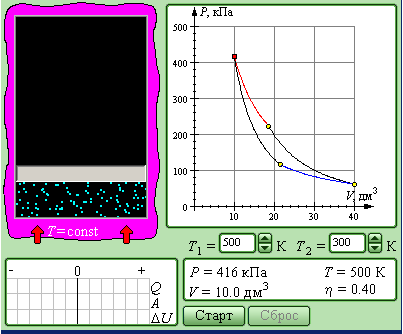 P, кПа
500
400
300
200
100
0
10 20 30 40
V, дм³
T = const
T₁ = 500 К T₂ = 300 К
- 0 +
Q
A
ΔU
P = 416 кПа T = 500 К
V = 10.0 дм³ η = 0.40
Старт Сброс